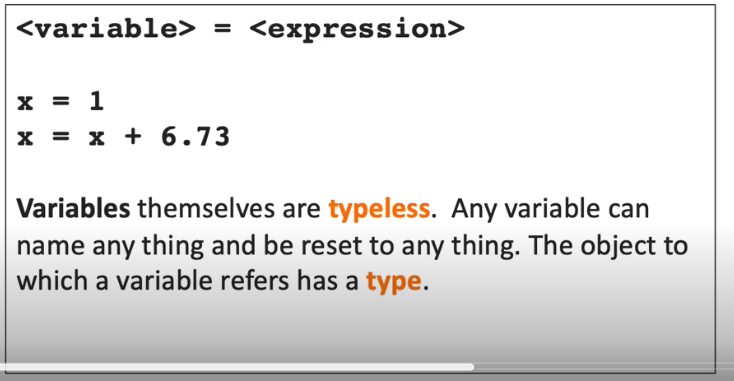 <variable> = <expression>
x = 1
x = x + 6.73
Variables themselves are typeless. Any variable can
name any thing and be reset to any thing. The object to
which a variable refers has a type.